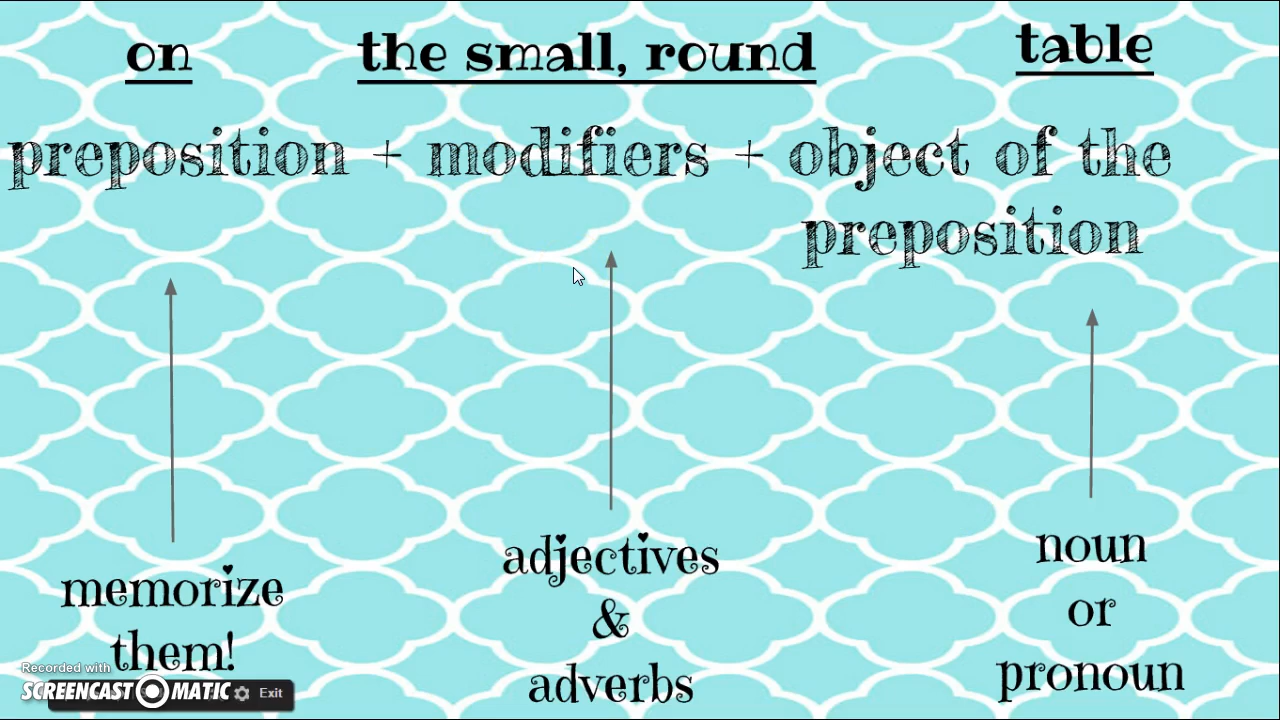 on the small, round table
preposition + modifiers + object of the
preposition
memorize
them!
adjectives
&
adverbs
noun
or
pronoun
Recorded with
SCREENCAST O MATIC Exit